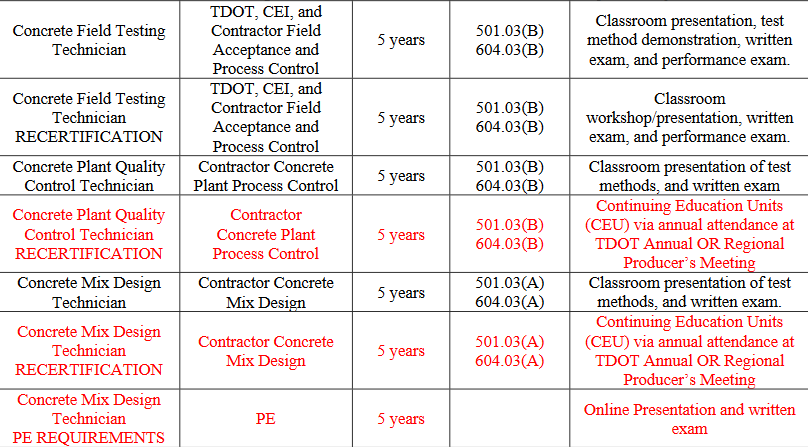 Concrete Field Testing
Technician
TDOT, CEI, and
Contractor Field
Acceptance and
Process Control
5 years
501.03(B)
604.03(B)
Classroom presentation, test
method demonstration, written
exam, and performance exam.
Concrete Field Testing
Technician
RECERTIFICATION
TDOT, CEI, and
Contractor Field
Acceptance and
Process Control
5 years
501.03(B)
604.03(B)
Classroom
workshop/presentation, written
exam, and performance exam.
Concrete Plant Quality
Control Technician
Contractor Concrete
Plant Process Control
5 years
501.03(B)
604.03(B)
Classroom presentation of test
methods, and written exam
Concrete Plant Quality
Control Technician
RECERTIFICATION
Contractor
Concrete Plant
Process Control
5 years
501.03(B)
604.03(B)
Continuing Education Units
(CEU) via annual attendance at
TDOT Annual OR Regional
Producer’s Meeting
Concrete Mix Design
Technician
Contractor Concrete
Mix Design
5 years
501.03(A)
604.03(A)
Classroom presentation of test
methods, and written exam.
Concrete Mix Design
Technician
RECERTIFICATION
Contractor Concrete
Mix Design
5 years
501.03(A)
604.03(A)
Continuing Education Units
(CEU) via annual attendance at
TDOT Annual OR Regional
Producer’s Meeting
Concrete Mix Design
Technician
PE REQUIREMENTS
PE
5 years
Online Presentation and written
exam